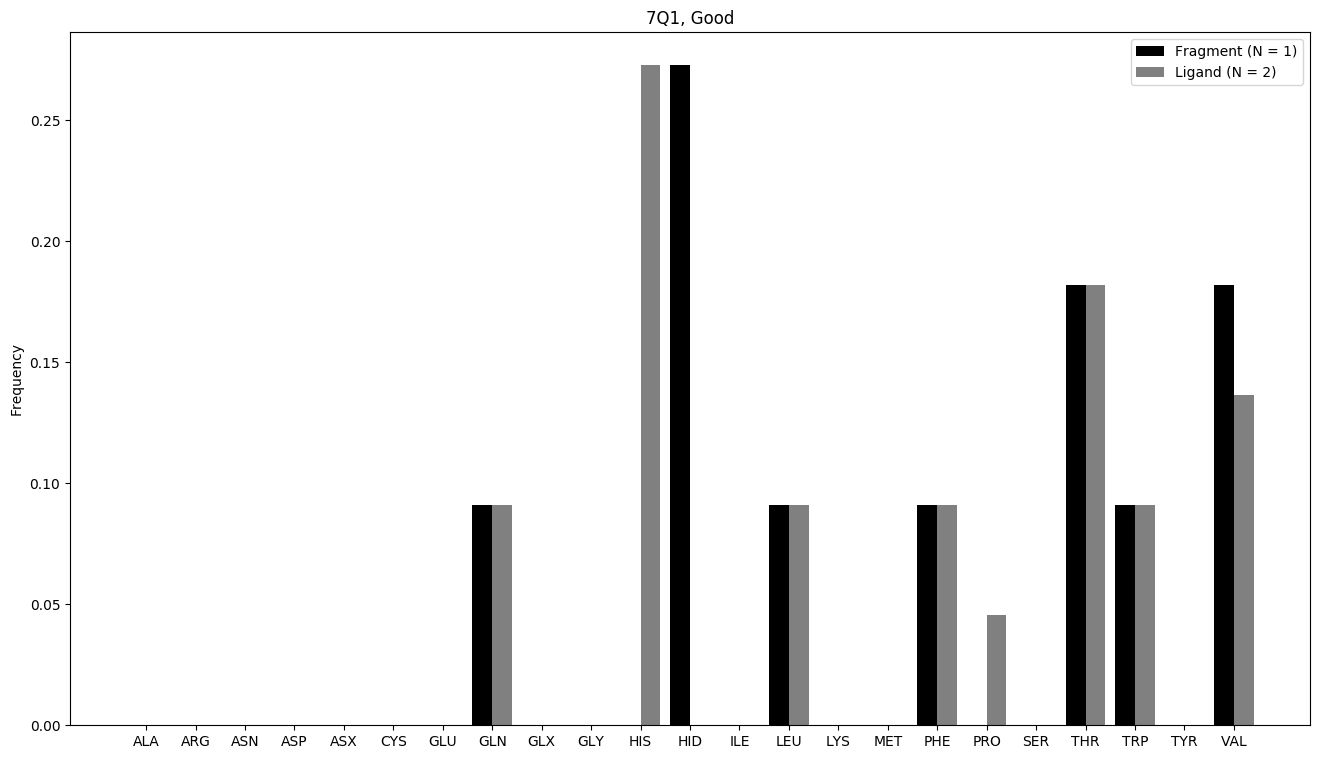 7Q1, Good
Fragment (N = 1)
Ligand (N = 2)
Frequency
0.25
0.20
0.15
0.10
0.05
0.00
ALA ARG ASN ASP ASX CYS GLU GLN GLX GLY HIS HID ILE LEU LYS MET PHE PRO SER THR TRP TYR VAL